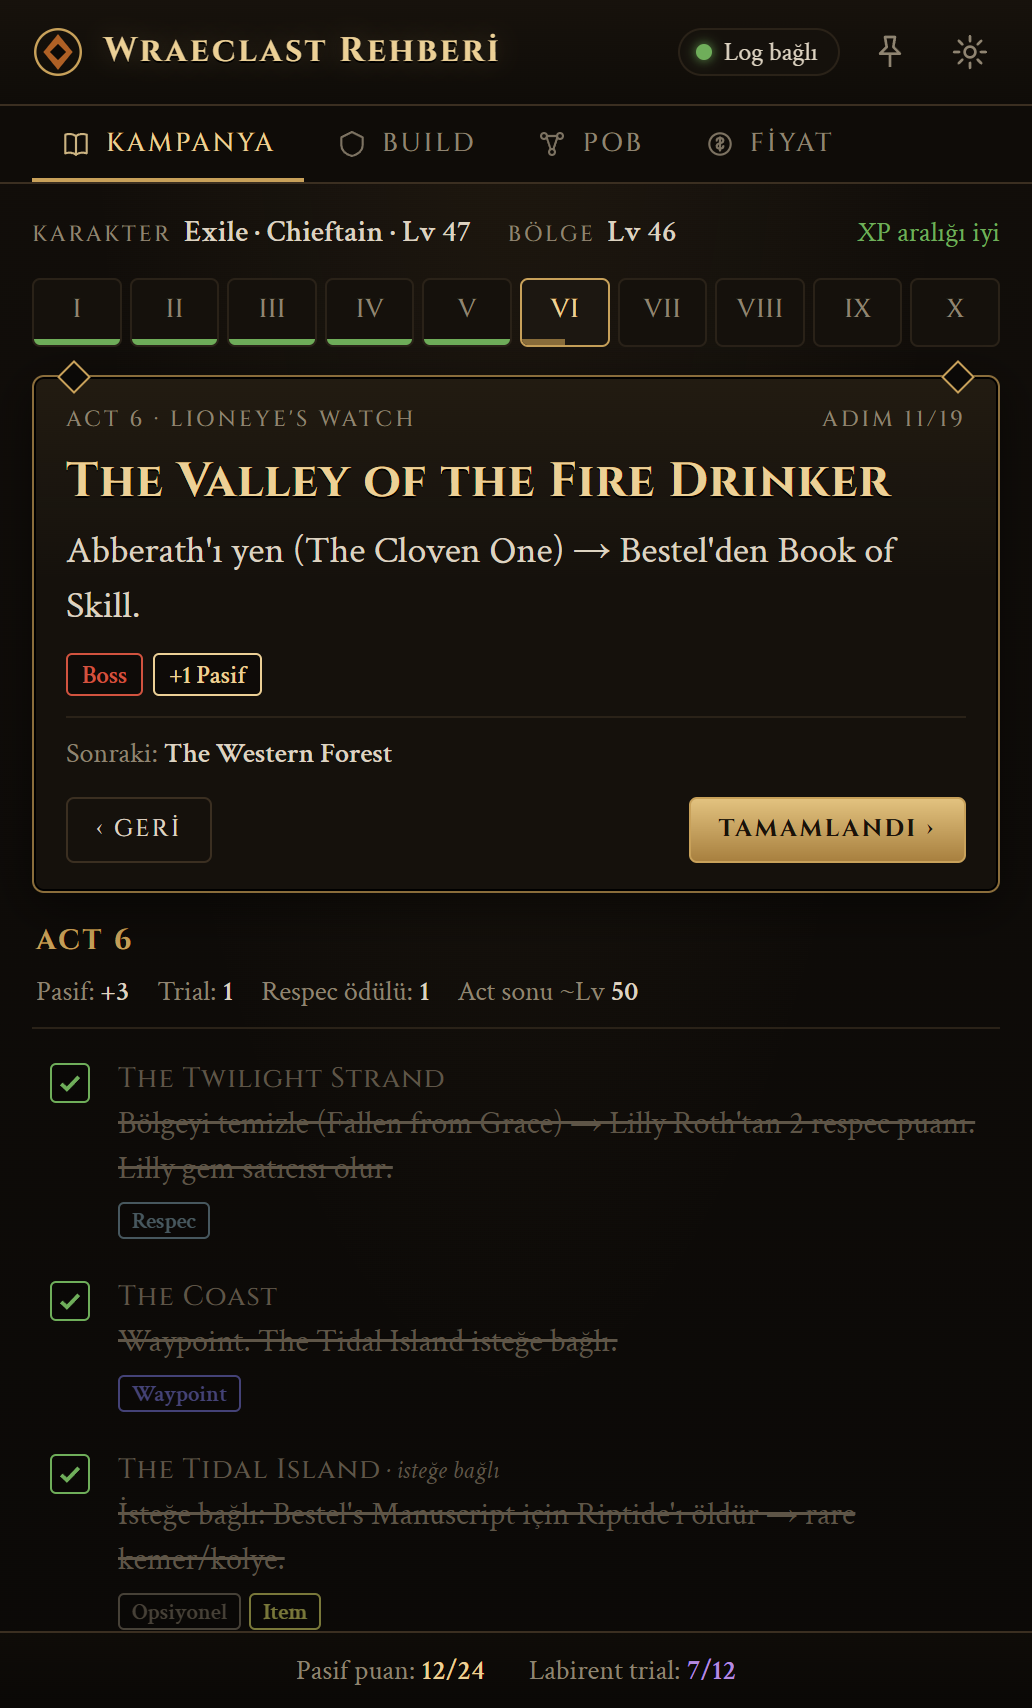 Wraeclast Rehberi
Log bağlı
KAMPANYA
BUILD
POB
FİYAT
KARAKTER Exile · Chieftain · Lv 47 BÖLGE Lv 46 XP aralığı iyi
I II III IV V VI VII VIII IX X
ACT 6 · LIONEYE'S WATCH ADIM 11/19
The Valley of the Fire Drinker
Abberath'ı yen (The Cloven One) → Bestel'den Book of
Skill.
Boss +1 Pasif
Sonraki: The Western Forest
‹ GERİ TAMAMLANDI ›
ACT 6
Pasif: +3 Trial: 1 Respec ödülü: 1 Act sonu ~Lv 50
The Twilight Strand
Bölgeyi temizle (Fallen from Grace) → Lilly Roth'tan 2 respec puanı.
Lilly gem satıcısı olur.
Respec
The Coast
Waypoint. The Tidal Island isteğe bağlı.
Waypoint
The Tidal Island · isteğe bağlı
İsteğe bağlı: Bestel's Manuscript için Riptide'ı öldür → rare
kemer/kolye.
Opsiyonel Item
Pasif puan: 12/24 Labirent trial: 7/12